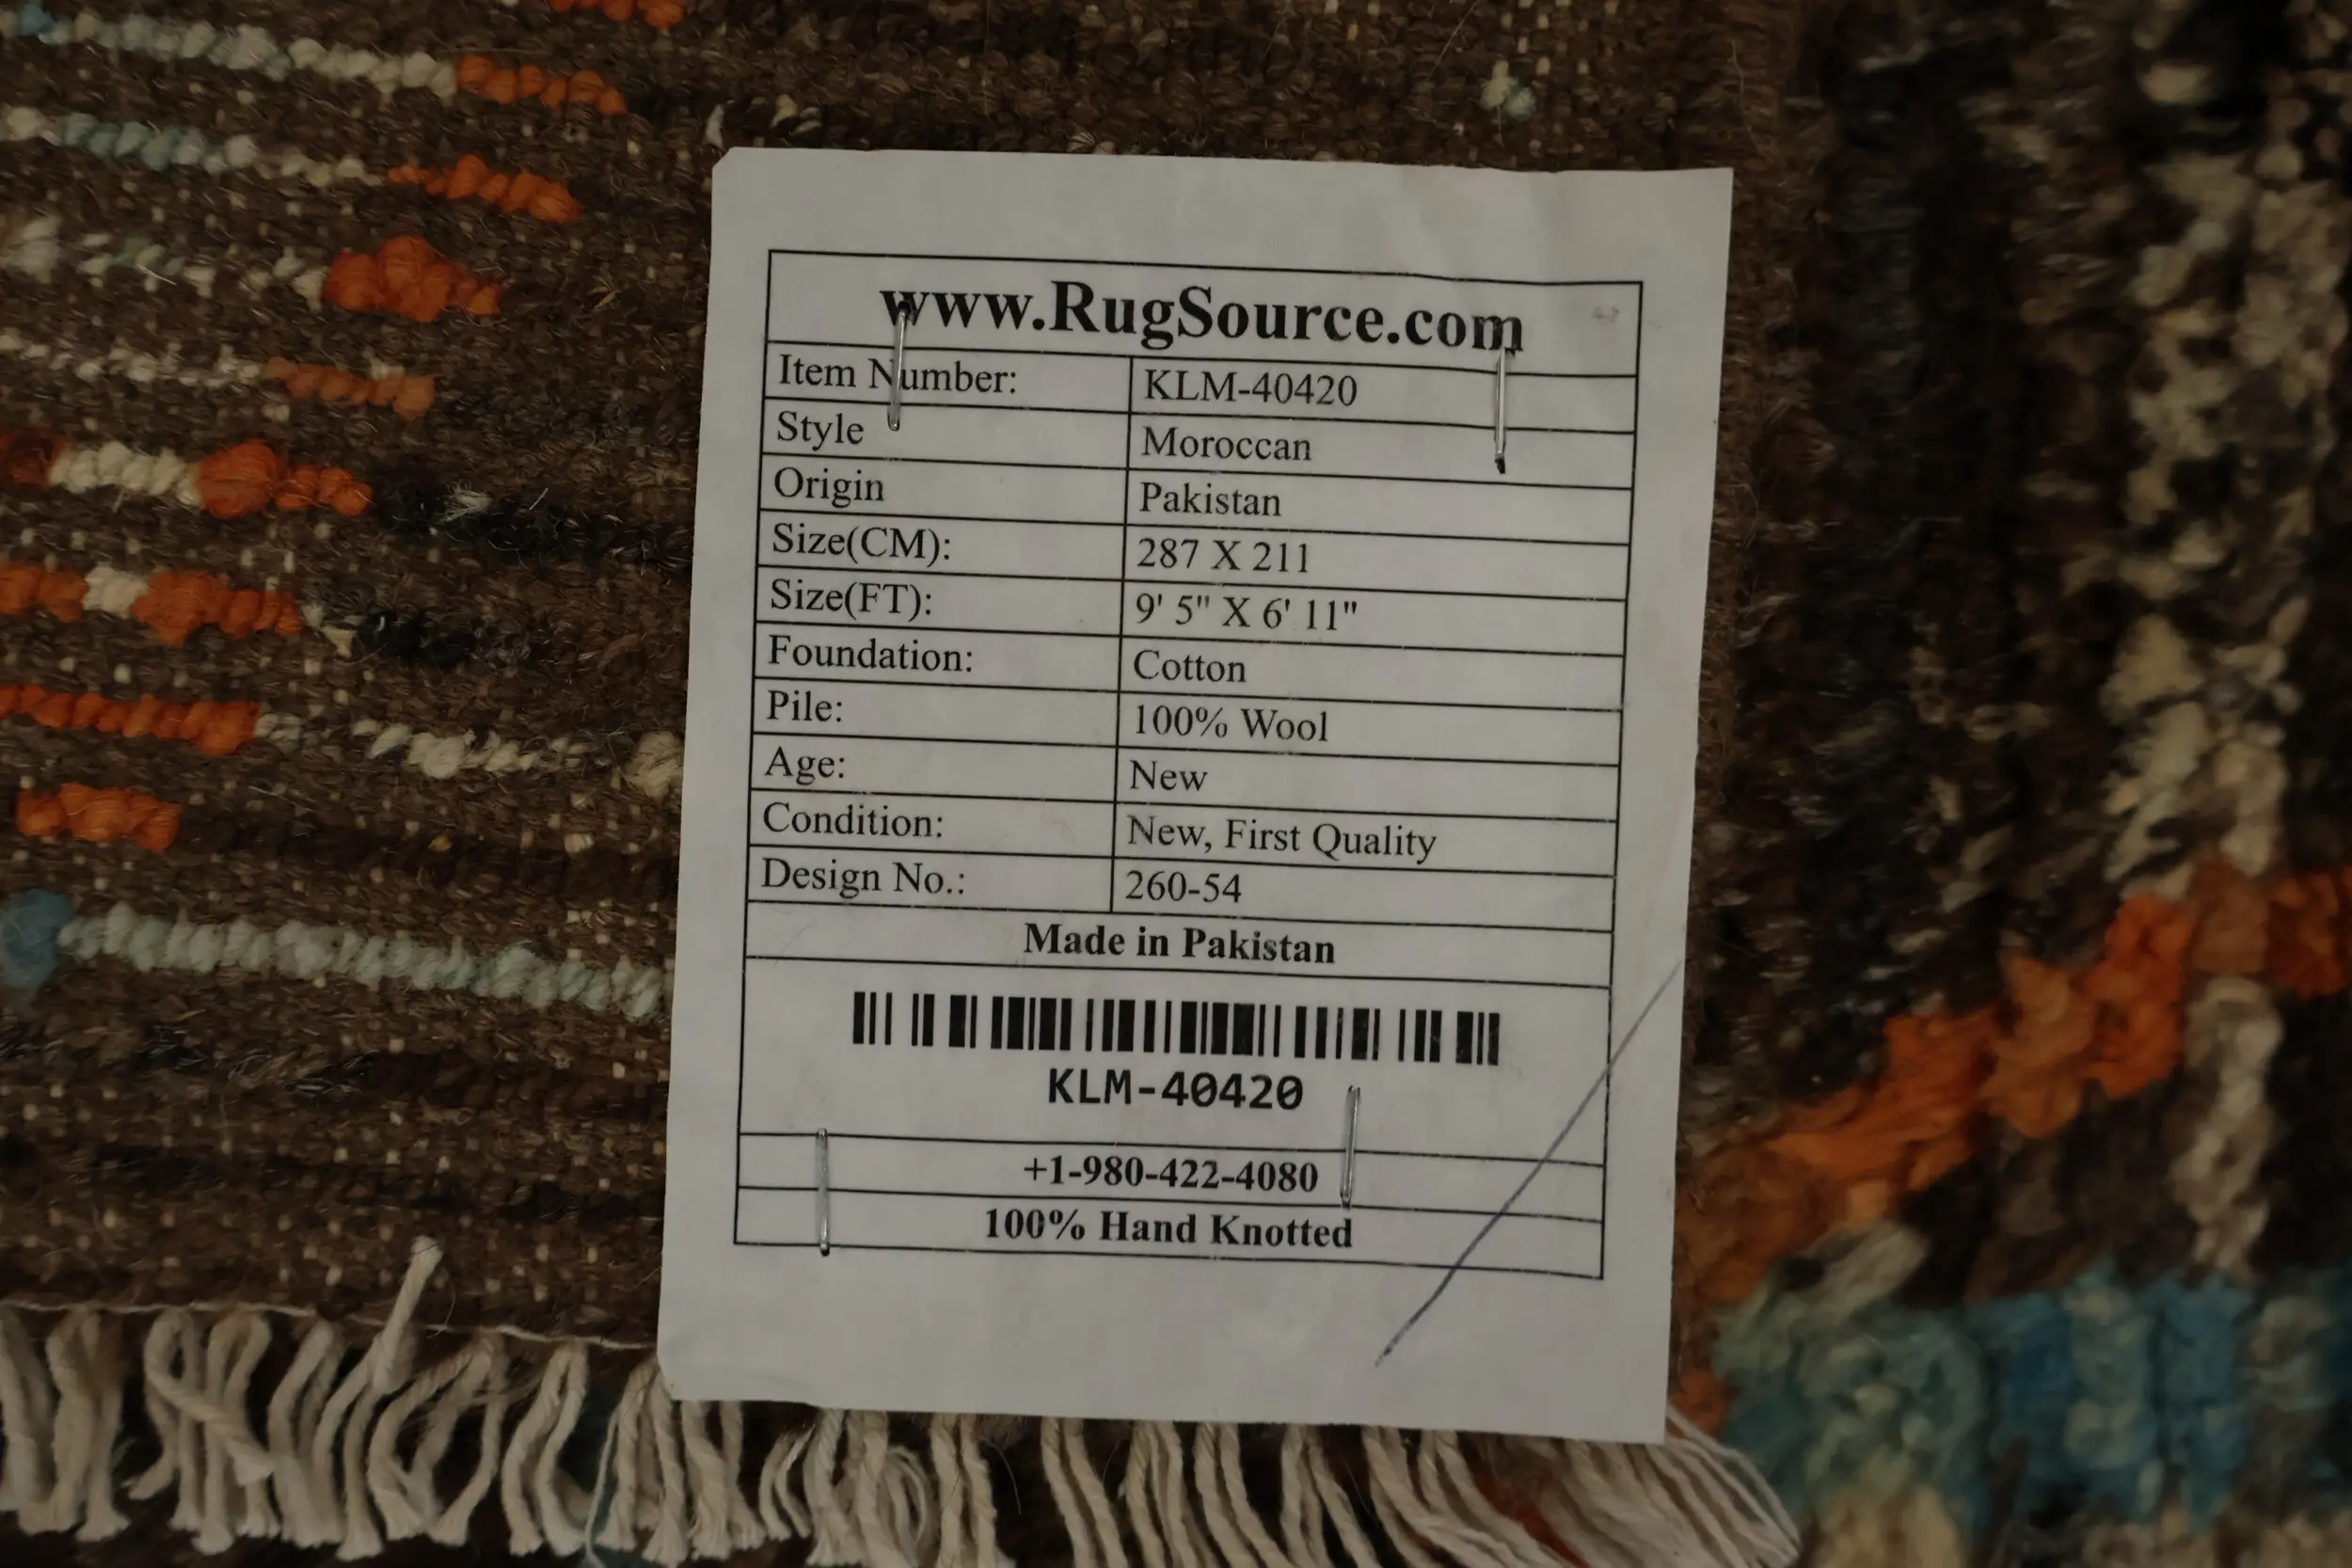 www.RugSource.com
Item Number: KLM-40420
Style Moroccan
Origin Pakistan
Size(CM): 287 X 211
Size(FT): 9' 5" X 6' 11"
Foundation: Cotton
Pile: 100% Wool
Age: New
Condition: New, First Quality
Design No.: 260-54
Made in Pakistan
KLM-40420
+1-980-422-4080
100% Hand Knotted